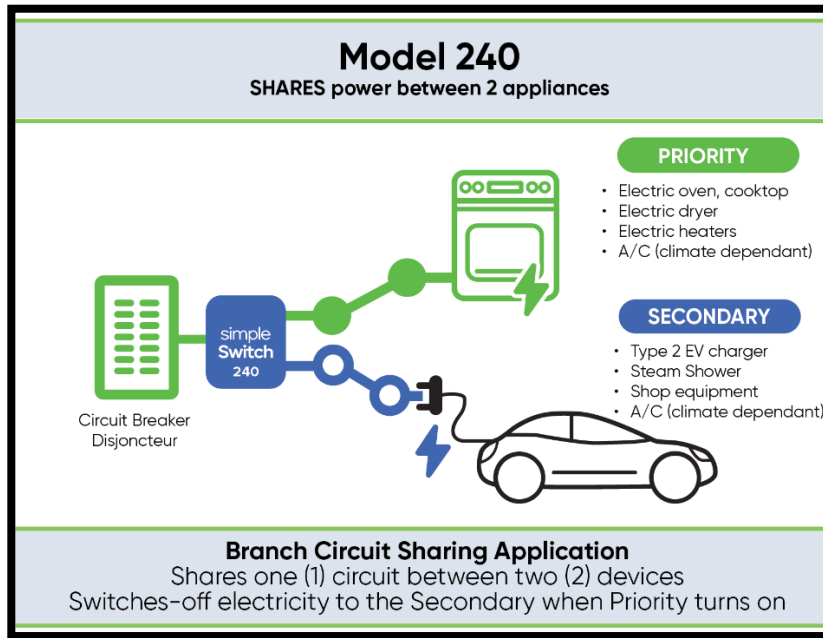 Model 240
SHARES power between 2 appliances
PRIORITY
• Electric oven, cooktop
• Electric dryer
• Electric heaters
• A/C (climate dependant)
simple
Switch
240
Circuit Breaker
Disjoncteur
SECONDARY
• Type 2 EV charger
• Steam Shower
• Shop equipment
• A/C (climate dependant)
Branch Circuit Sharing Application
Shares one (1) circuit between two (2) devices
Switches-off electricity to the Secondary when Priority turns on